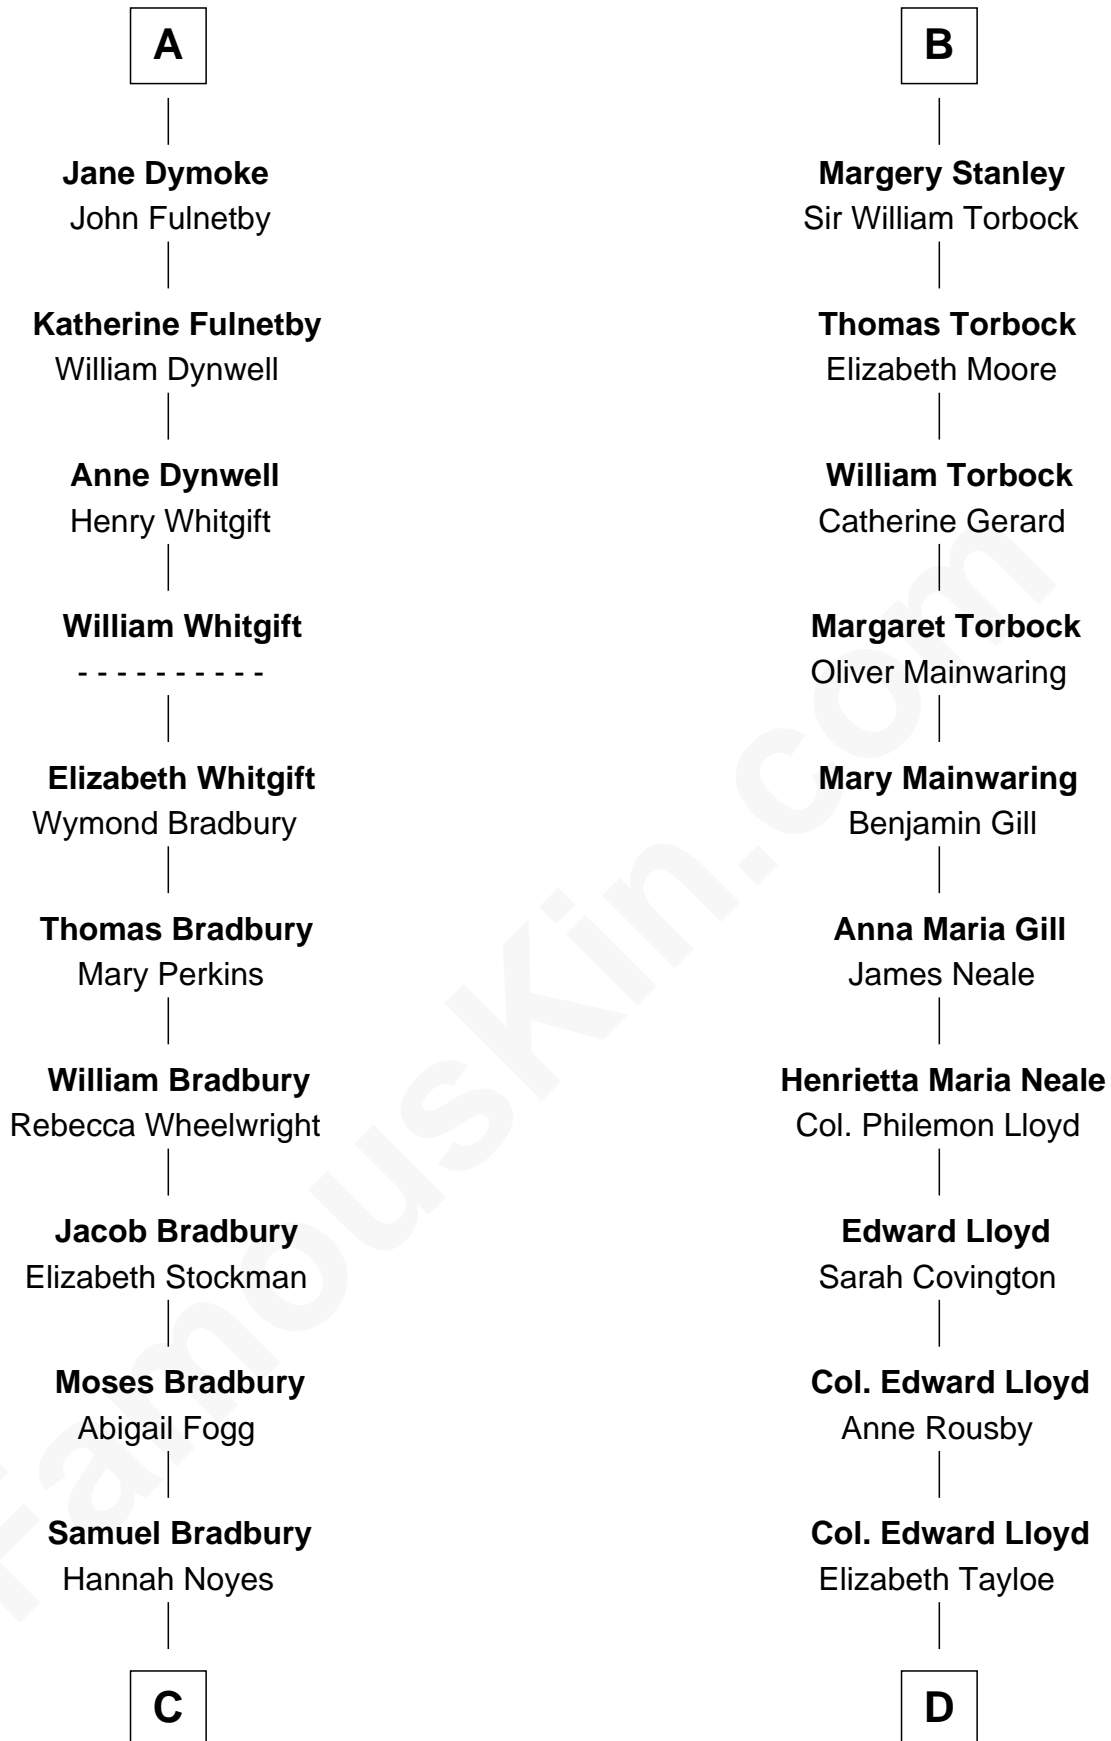 A
Jane Dymoke
John Fulnetby
Katherine Fulnetby
William Dynwell
Anne Dynwell
Henry Whitgift
William Whitgift
- - - - - - - - - -
Elizabeth Whitgift
Wymond Bradbury
Thomas Bradbury
Mary Perkins
William Bradbury
Rebecca Wheelwright
Jacob Bradbury
Elizabeth Stockman
Moses Bradbury
Abigail Fogg
Samuel Bradbury
Hannah Noyes
C
B
Margery Stanley
Sir William Torbock
Thomas Torbock
Elizabeth Moore
William Torbock
Catherine Gerard
Margaret Torbock
Oliver Mainwaring
Mary Mainwaring
Benjamin Gill
Anna Maria Gill
James Neale
Henrietta Maria Neale
Col. Philemon Lloyd
Edward Lloyd
Sarah Covington
Col. Edward Lloyd
Anne Rousby
Col. Edward Lloyd
Elizabeth Tayloe
D
FamousKin.com